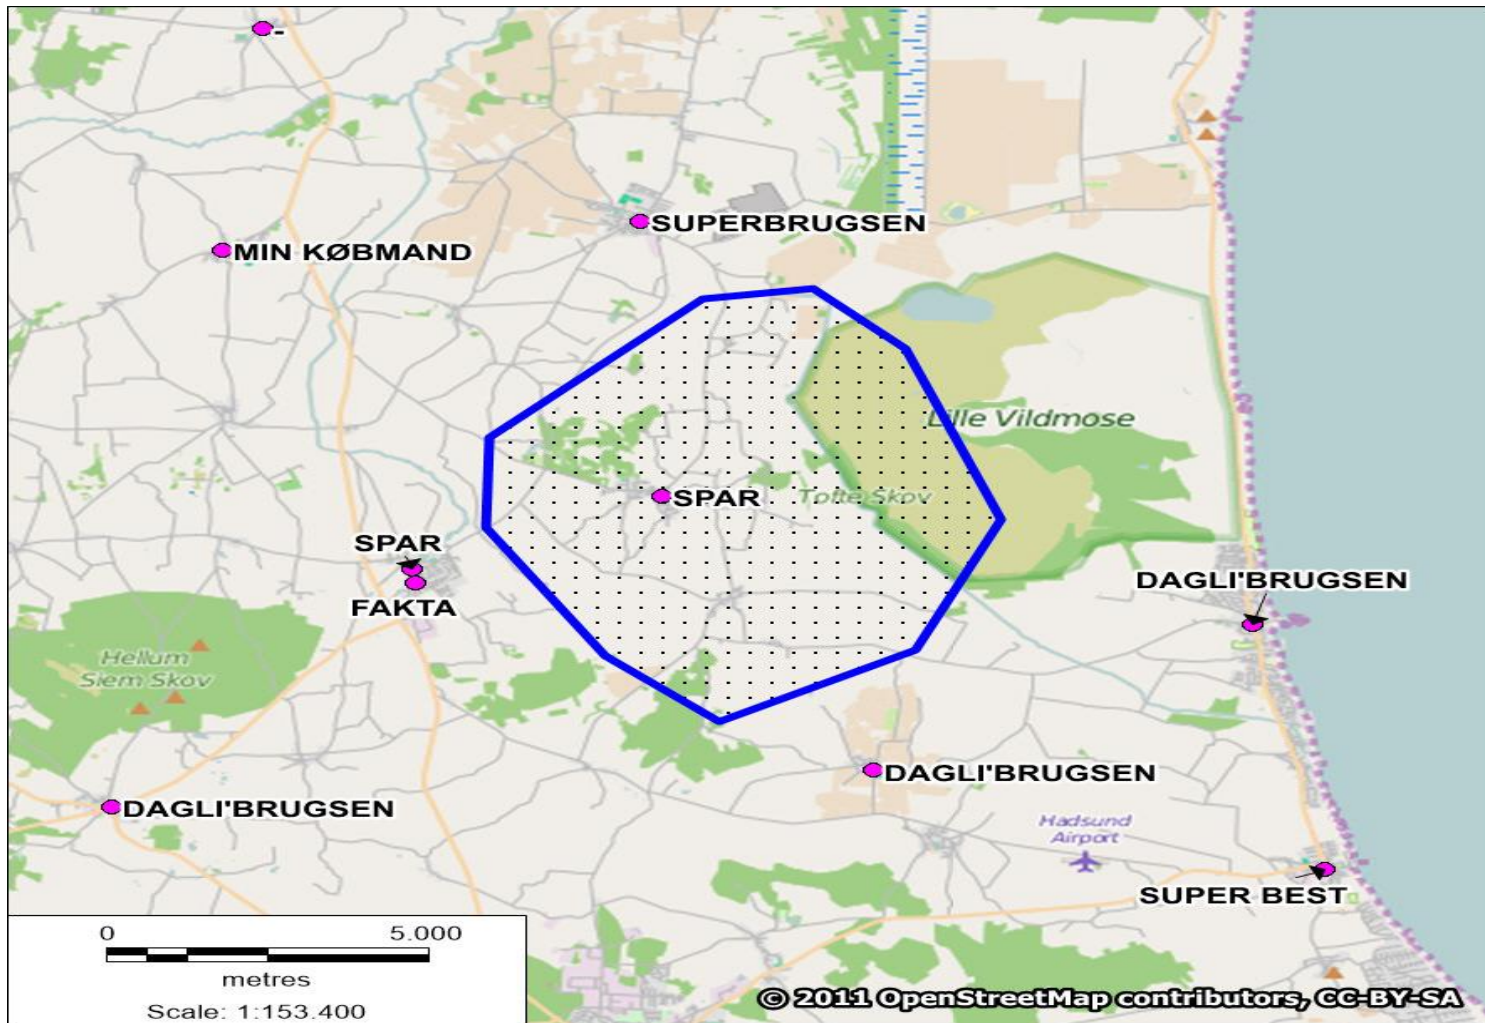 -
SUPERBRUGSEN
MIN KØBMAND
Lille Vildmose
SPAR
Tofte Skov
SPAR
FAKTA
DAGLI'BRUGSEN
Hellum
Siem Skov
DAGLI'BRUGSEN
DAGLI'BRUGSEN
Hadsund
Airport
SUPER BEST
0 5.000
metres
Scale: 1:153.400
© 2011 OpenStreetMap contributors, CC-BY-SA